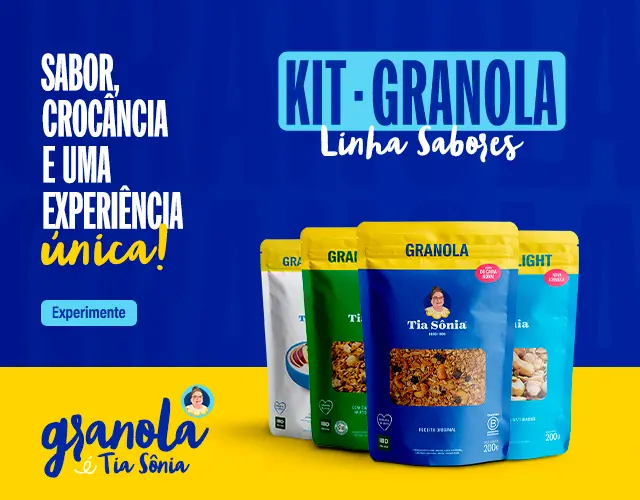 SABOR,
CROCÂNCIA
E UMA
EXPERIÊNCIA
única!
Experimente
KIT · GRANOLA
Linha Sabores
GRANOLA
LIGHT
Tia Sônia
RECEITA ORIGINAL
200g
200g
granola
é Tia Sônia